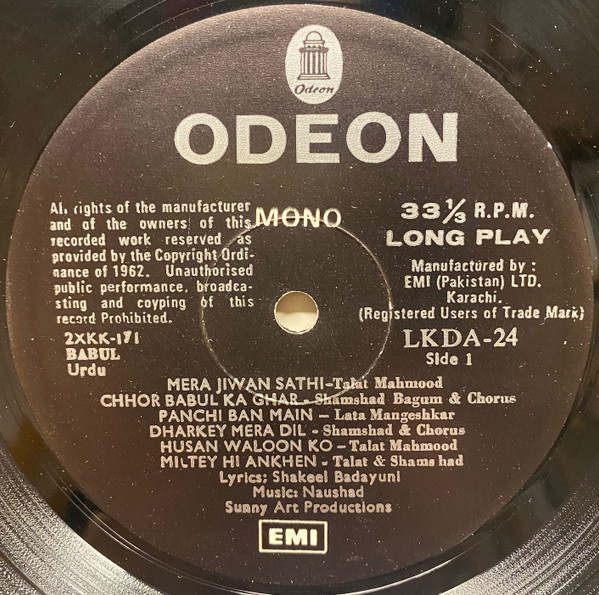 Odeon
ODEON
All rights of the manufacturer
and of the owners of this
recorded work reserved as
provided by the Copyright Ordi-
nance of 1962. Unauthorised
public performance, broadca-
sting and coyping of this
record Prohibited.
MONO
33⅓ R.P.M.
LONG PLAY
Manufactured by :
EMI (Pakistan) LTD.
Karachi.
(Registered Users of Trade Mark)
2XKK-171
BABUL
Urdu
LKDA-24
Side 1
MERA JIWAN SATHI-Talat Mahmood
CHHOR BABUL KA GHAR - Shamshad Bagum & Chorus
PANCHI BAN MAIN - Lata Mangeshkar
DHARKEY MERA DIL - Shamshad & Chorus
HUSAN WALOON KO - Talat Mahmood
MILTEY HI ANKHEN - Talat & Shamshad
Lyrics; Shakeel Badayuni
Music: Naushad
Sunny Art Productions
EMI